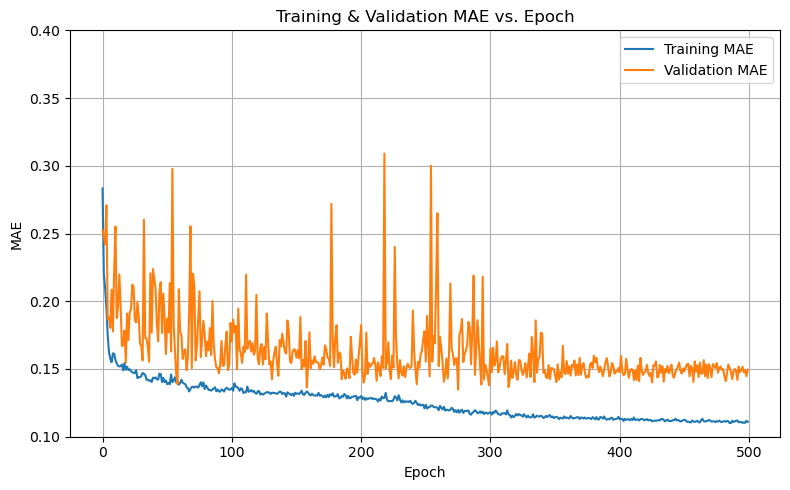 Training & Validation MAE vs. Epoch
0.40
0.35
0.30
0.25
0.20
0.15
0.10
MAE
0
100
200
300
400
500
Epoch
Training MAE
Validation MAE